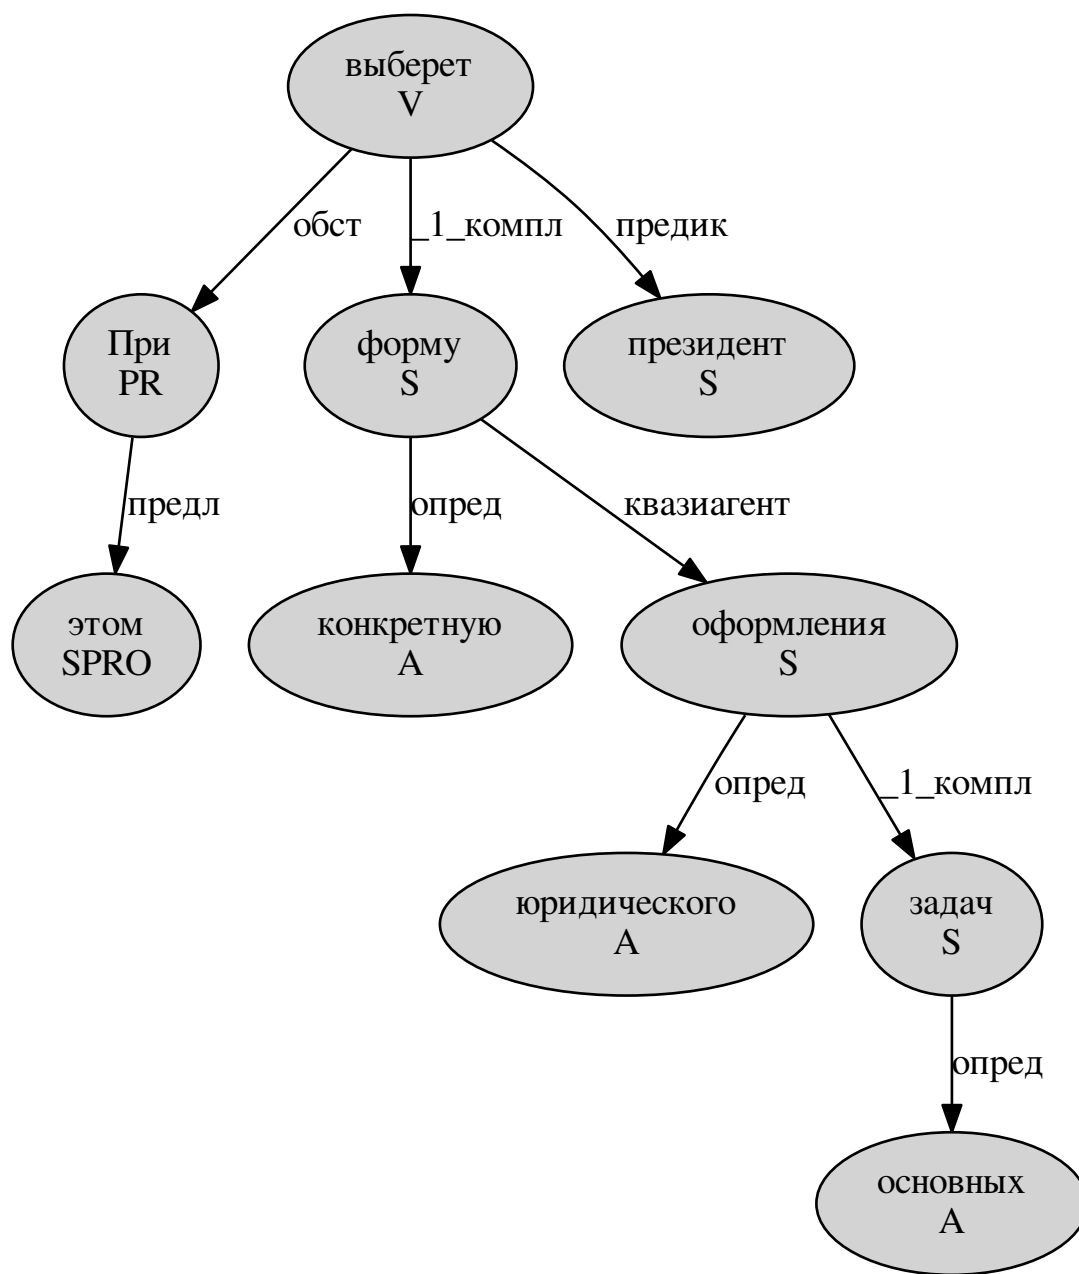 выберет
V
обст
_1_компл
предик
При
PR
форму
S
президент
S
предл
опред
квазиагент
этом
SPRO
конкретную
A
оформления
S
опред
_1_компл
юридического
A
задач
S
опред
основных
A